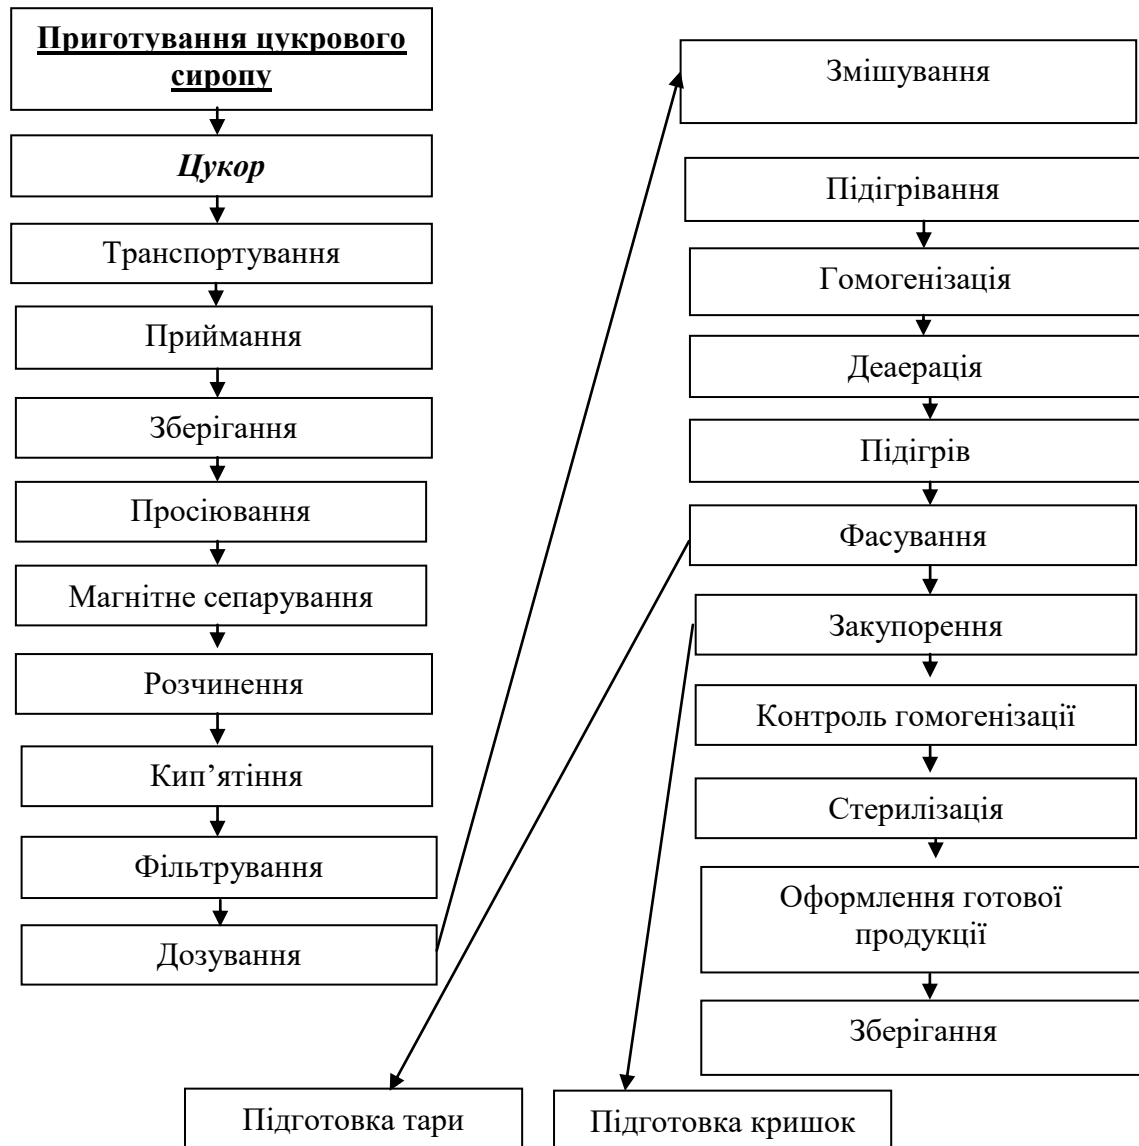 Приготування цукрового
сиропу
Цукор
Транспортування
Приймання
Зберігання
Просіювання
Магнітне сепарування
Розчинення
Кип’ятіння
Фільтрування
Дозування
Змішування
Підігрівання
Гомогенізація
Деаерація
Підігрів
Фасування
Закупорення
Контроль гомогенізації
Стерилізація
Оформлення готової
продукції
Зберігання
Підготовка тари
Підготовка кришок